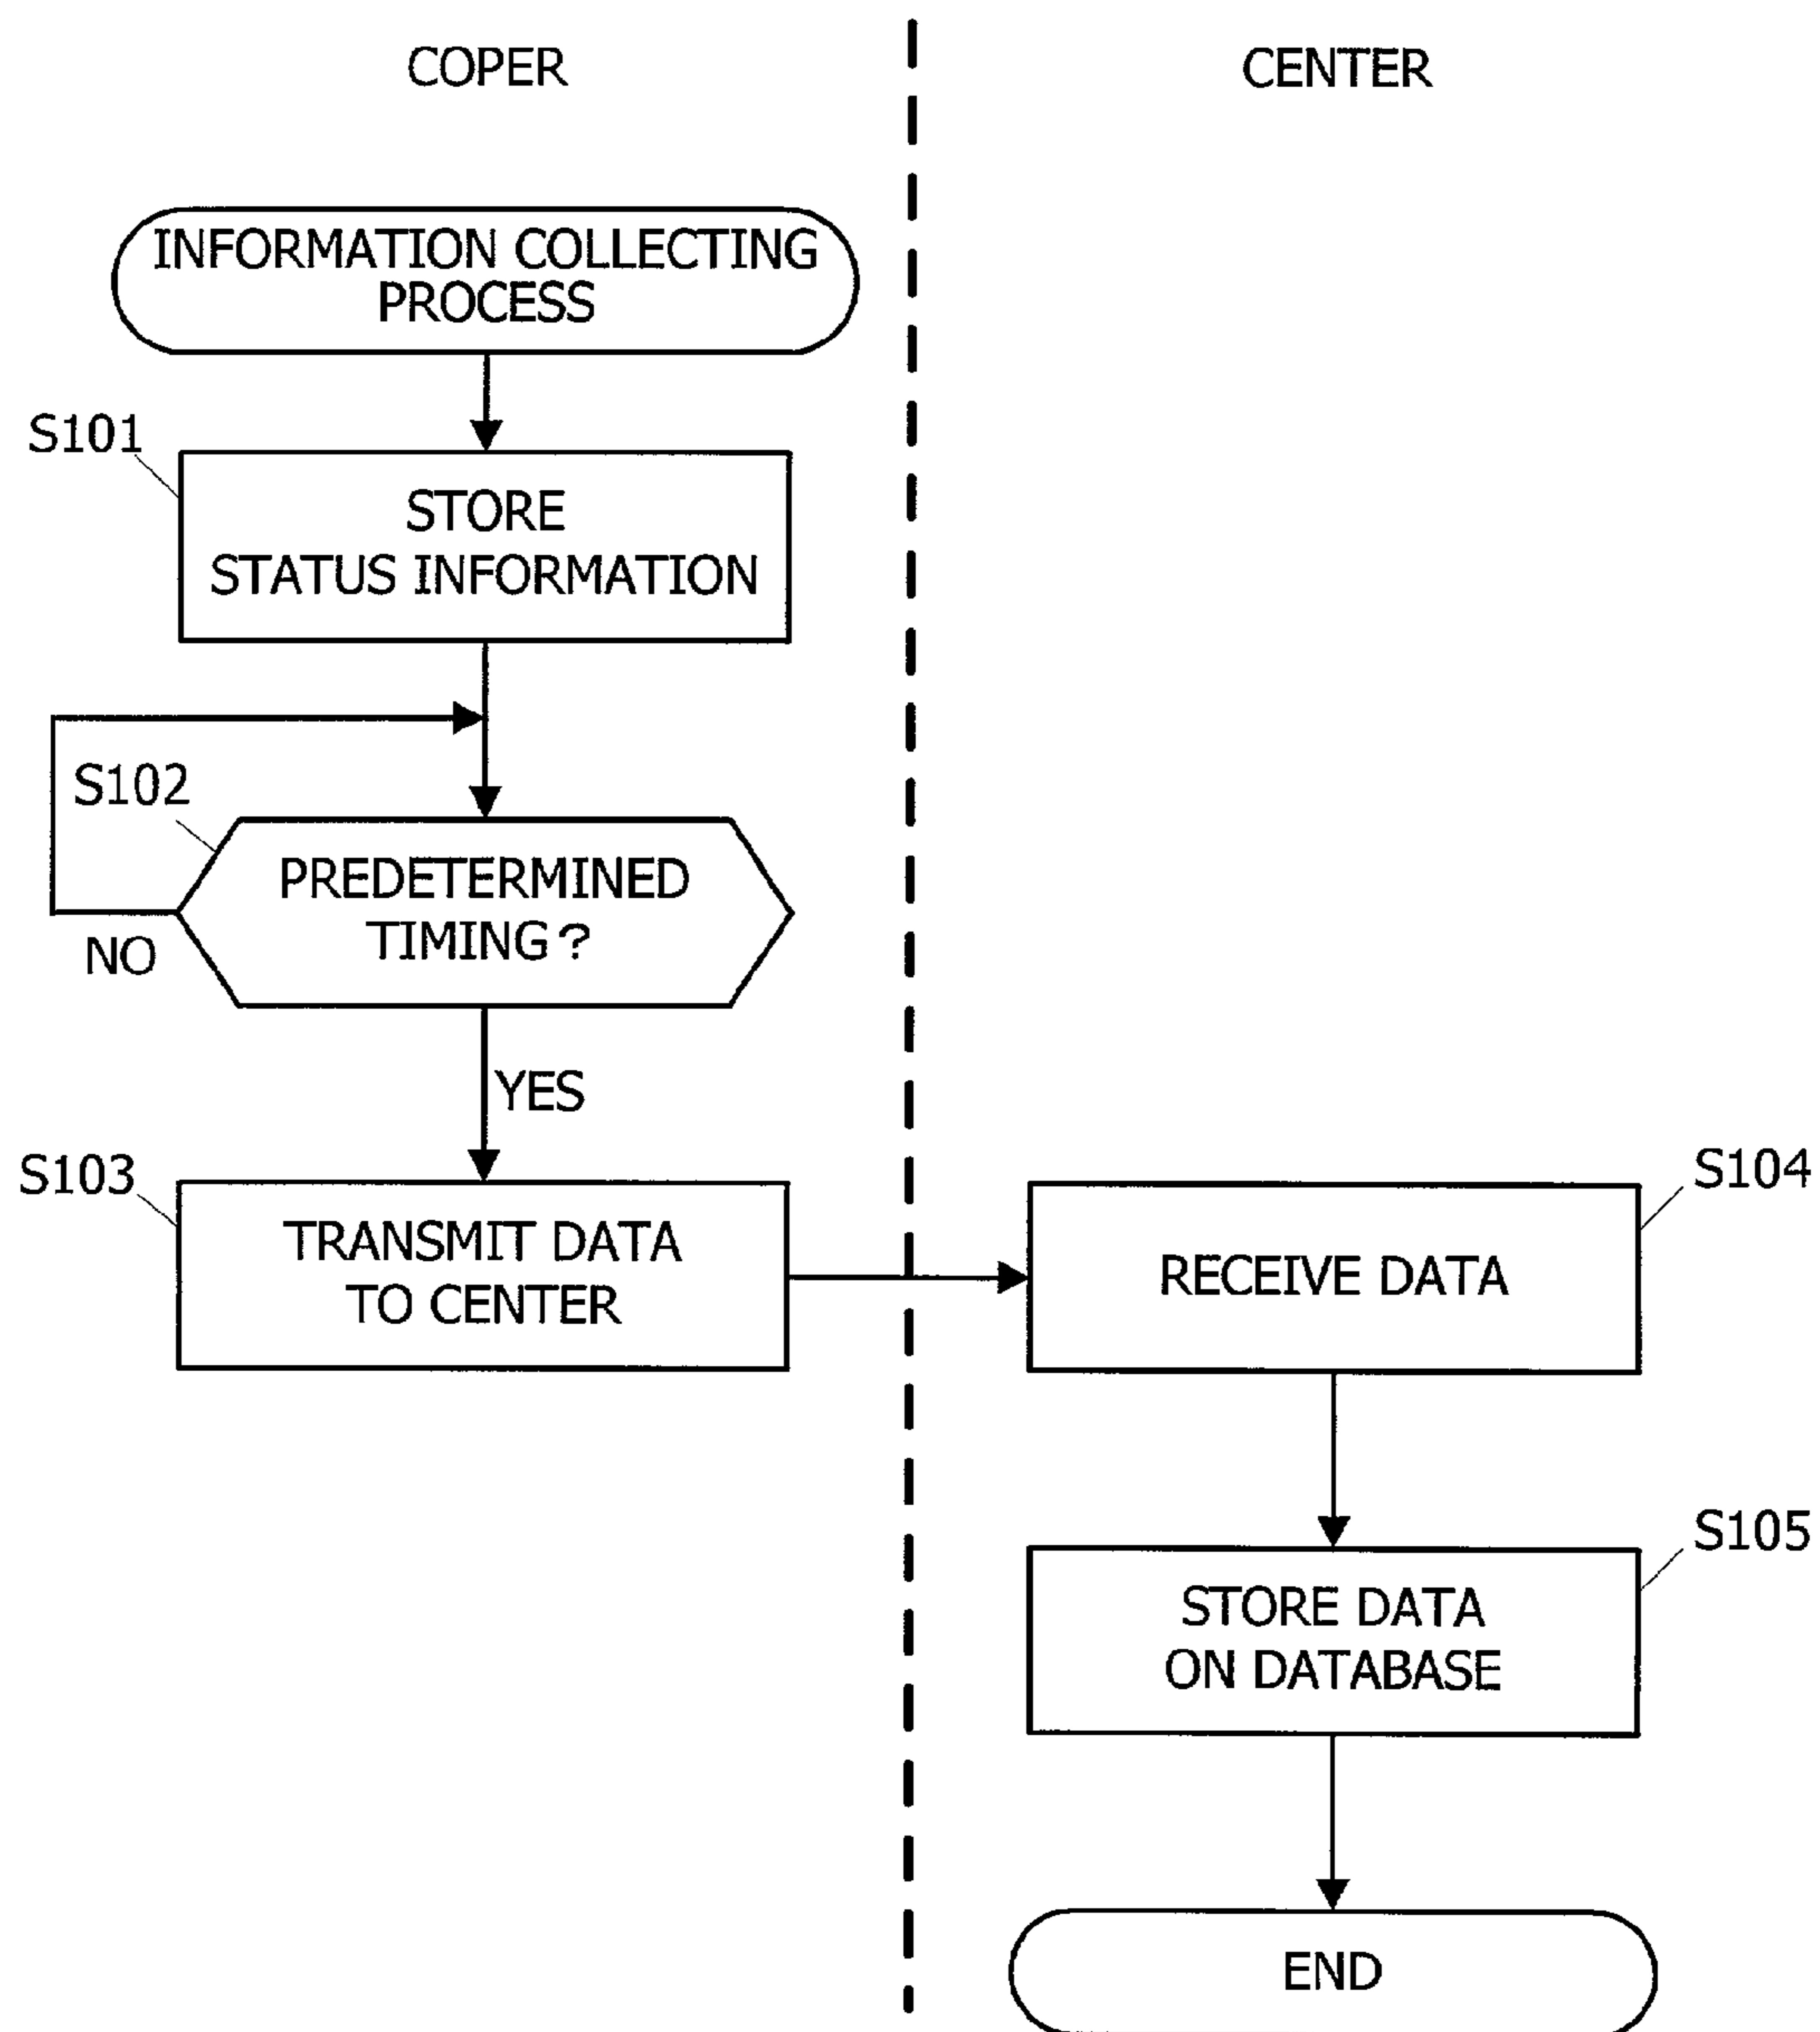 COPER
CENTER
INFORMATION COLLECTING
PROCESS
S101
STORE
STATUS INFORMATION
S102
PREDETERMINED
TIMING?
NO
YES
S103
TRANSMIT DATA
TO CENTER
S104
RECEIVE DATA
S105
STORE DATA
ON DATABASE
END